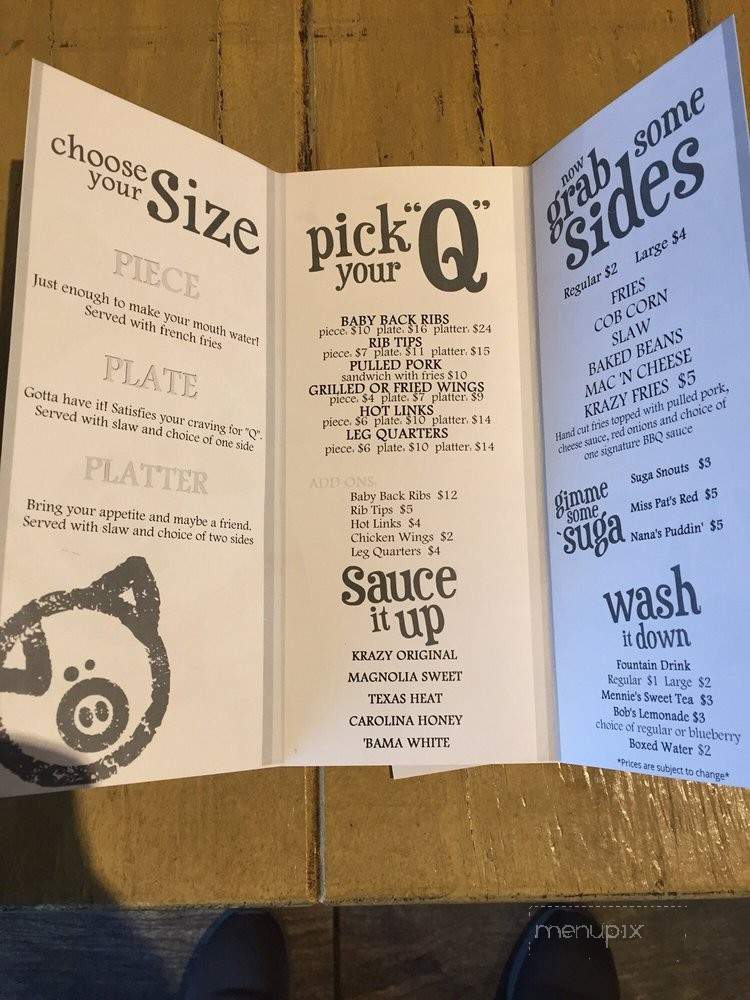 choose
your Size
PIECE
Just enough to make your mouth water!
Served with french fries
PLATE
Gotta have it! Satisfies your craving for "Q".
Served with slaw and choice of one side
PLATTER
Bring your appetite and maybe a friend.
Served with slaw and choice of two sides
pick "Q"
your
BABY BACK RIBS
piece. $10 plate. $16 platter. $24
RIB TIPS
piece. $7 plate. $11 platter. $15
PULLED PORK
sandwich with fries $10
GRILLED OR FRIED WINGS
piece. $4 plate. $7 platter. $9
HOT LINKS
piece. $6 plate. $10 platter. $14
LEG QUARTERS
piece. $6 plate. $10 platter. $14
ADD ONS.
Baby Back Ribs $12
Rib Tips $5
Hot Links $4
Chicken Wings $2
Leg Quarters $4
sauce
it up
KRAZY ORIGINAL
MAGNOLIA SWEET
TEXAS HEAT
CAROLINA HONEY
'BAMA WHITE
now
grab some
sides
Regular $2 Large $4
FRIES
COB CORN
SLAW
BAKED BEANS
MAC 'N CHEESE
KRAZY FRIES $5
Hand cut fries topped with pulled pork,
cheese sauce, red onions and choice of
one signature BBQ sauce
gimme
some
'suga
Suga Snouts $3
Miss Pat's Red $5
Nana's Puddin' $5
wash
it down
Fountain Drink
Regular $1 Large $2
Mennie's Sweet Tea $3
Bob's Lemonade $3
choice of regular or blueberry
Boxed Water $2
*Prices are subject to change*
menupix